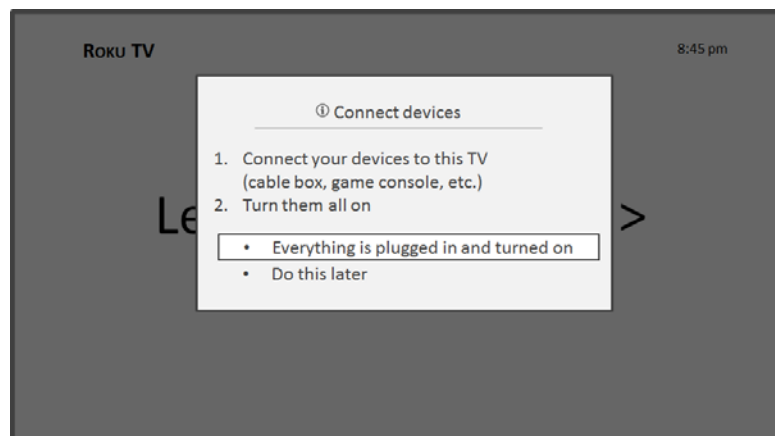 Roku TV
8:45 pm
ⓘ Connect devices
1. Connect your devices to this TV
(cable box, game console, etc.)
2. Turn them all on
Le >
• Everything is plugged in and turned on
• Do this later